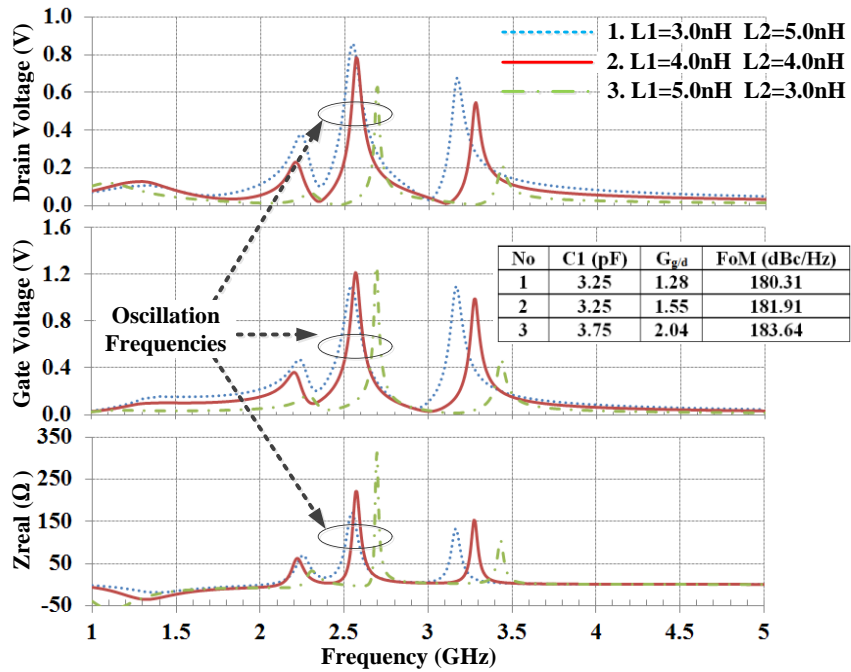 1. L1=3.0nH L2=5.0nH
2. L1=4.0nH L2=4.0nH
3. L1=5.0nH L2=3.0nH
Drain Voltage (V)
1.0
0.8
0.6
0.4
0.2
0.0
Gate Voltage (V)
1.6
1.2
0.8
0.4
0.0
No C1 (pF) Gg/d FoM (dBc/Hz)
1 3.25 1.28 180.31
2 3.25 1.55 181.91
3 3.75 2.04 183.64
Oscillation
Frequencies
Zreal (Ω)
350
250
150
50
-50
1 1.5 2 2.5 3 3.5 4 4.5 5
Frequency (GHz)